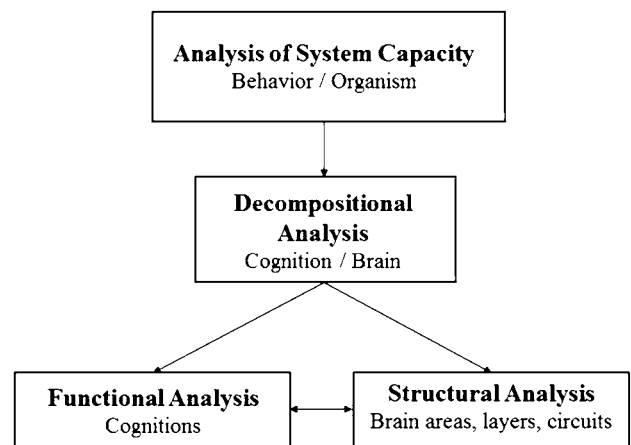 Analysis of System Capacity
Behavior / Organism
Decompositional
Analysis
Cognition / Brain
Functional Analysis
Cognitions
Structural Analysis
Brain areas, layers, circuits